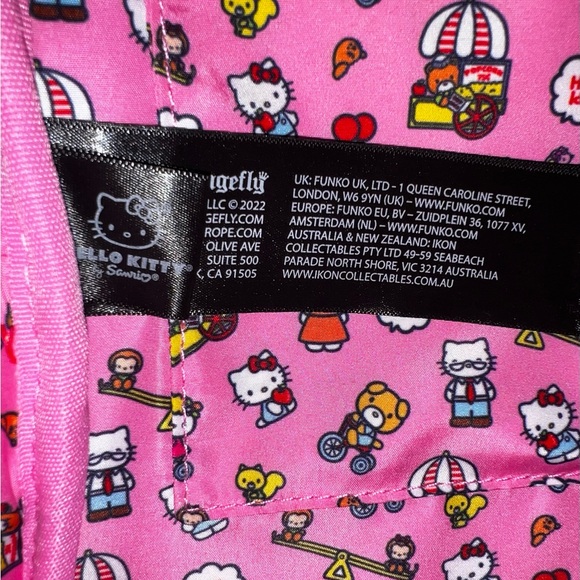 POPCORN
ELLO KITTY
by Sanrio
ngefly
LLC © 2022
GEFLY.COM
ROPE.COM
OLIVE AVE
SUITE 500
, CA 91505
UK: FUNKO UK, LTD - 1 QUEEN CAROLINE STREET,
LONDON, W6 9YN (UK) – WWW.FUNKO.COM
EUROPE: FUNKO EU, BV – ZUIDPLEIN 36, 1077 XV,
AMSTERDAM (NL) – WWW.FUNKO.COM
AUSTRALIA & NEW ZEALAND: IKON
COLLECTABLES PTY LTD 49-59 SEABEACH
PARADE NORTH SHORE, VIC 3214 AUSTRALIA
WWW.IKONCOLLECTABLES.COM.AU